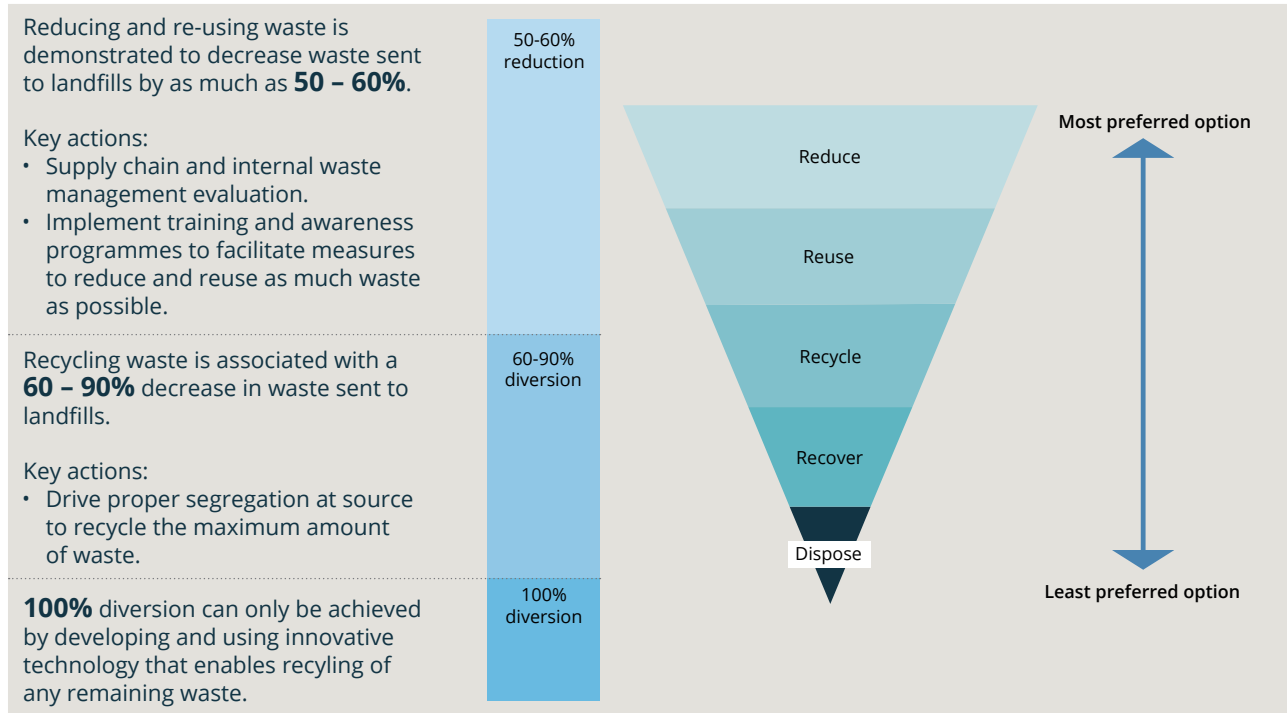 Reducing and re-using waste is
demonstrated to decrease waste sent
to landfills by as much as 50 – 60%.
Key actions:
• Supply chain and internal waste
management evaluation.
• Implement training and awareness
programmes to facilitate measures
to reduce and reuse as much waste
as possible.
Recycling waste is associated with a
60 – 90% decrease in waste sent to
landfills.
Key actions:
• Drive proper segregation at source
to recycle the maximum amount
of waste.
100% diversion can only be achieved
by developing and using innovative
technology that enables recyling of
any remaining waste.
50-60%
reduction
60-90%
diversion
100%
diversion
Reduce
Reuse
Recycle
Recover
Dispose
Most preferred option
Least preferred option